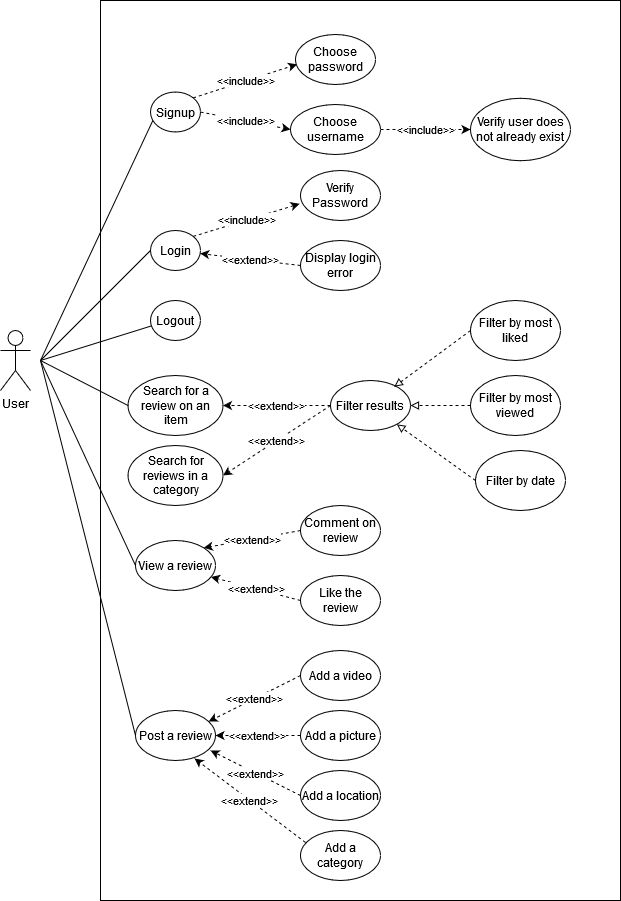 Choose
password
<<include>>
Signup
<<include>>
Choose
username
<<include>>
Verify user does
not already exist
Verify
Password
<<include>>
Login
<<extend>>
Display login
error
Logout
Filter by most
liked
User
Search for a
review on an
item
<<extend>>
Filter results
Filter by most
viewed
<<extend>>
Search for
reviews in a
category
Filter by date
Comment on
review
<<extend>>
View a review
<<extend>>
Like the
review
Add a video
<<extend>>
Post a review
<<extend>>
Add a picture
<<extend>>
Add a location
<<extend>>
Add a
category